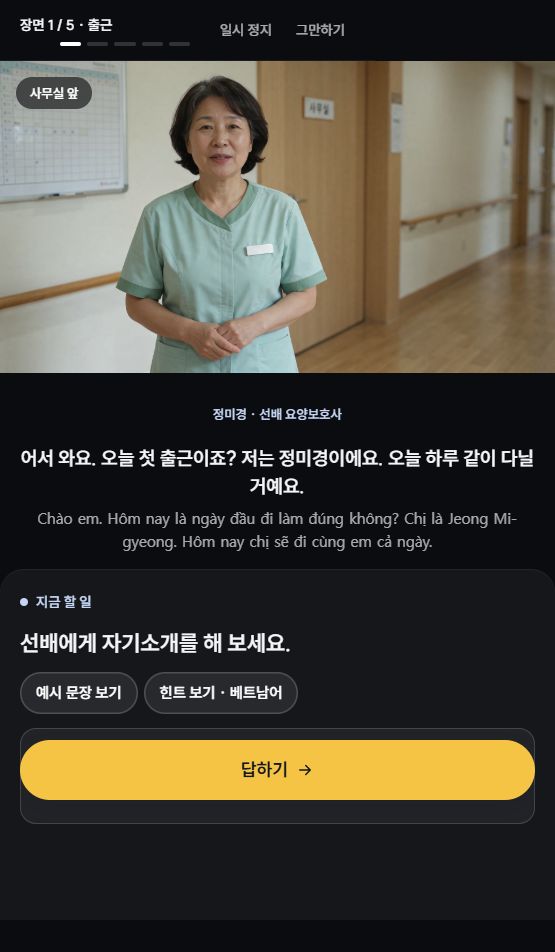 장면 1 / 5 · 출근
일시 정지
그만하기
사무실 앞
사무실
정미경 · 선배 요양보호사
어서 와요. 오늘 첫 출근이죠? 저는 정미경이에요. 오늘 하루 같이 다닐
거예요.
Chào em. Hôm nay là ngày đầu đi làm đúng không? Chị là Jeong Mi-
gyeong. Hôm nay chị sẽ đi cùng em cả ngày.
지금 할 일
선배에게 자기소개를 해 보세요.
예시 문장 보기
힌트 보기 · 베트남어
답하기 →